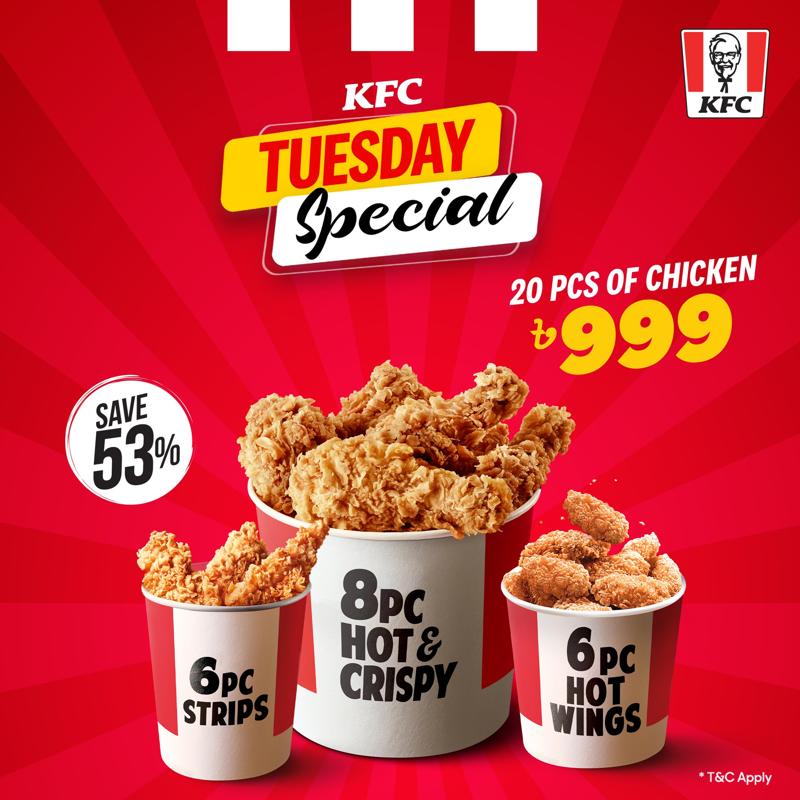 KFC
KFC
TUESDAY
Special
20 PCS OF CHICKEN
৳999
SAVE
53%
8PC
HOT &
CRISPY
6PC
STRIPS
6PC
HOT
WINGS
* T&C Apply